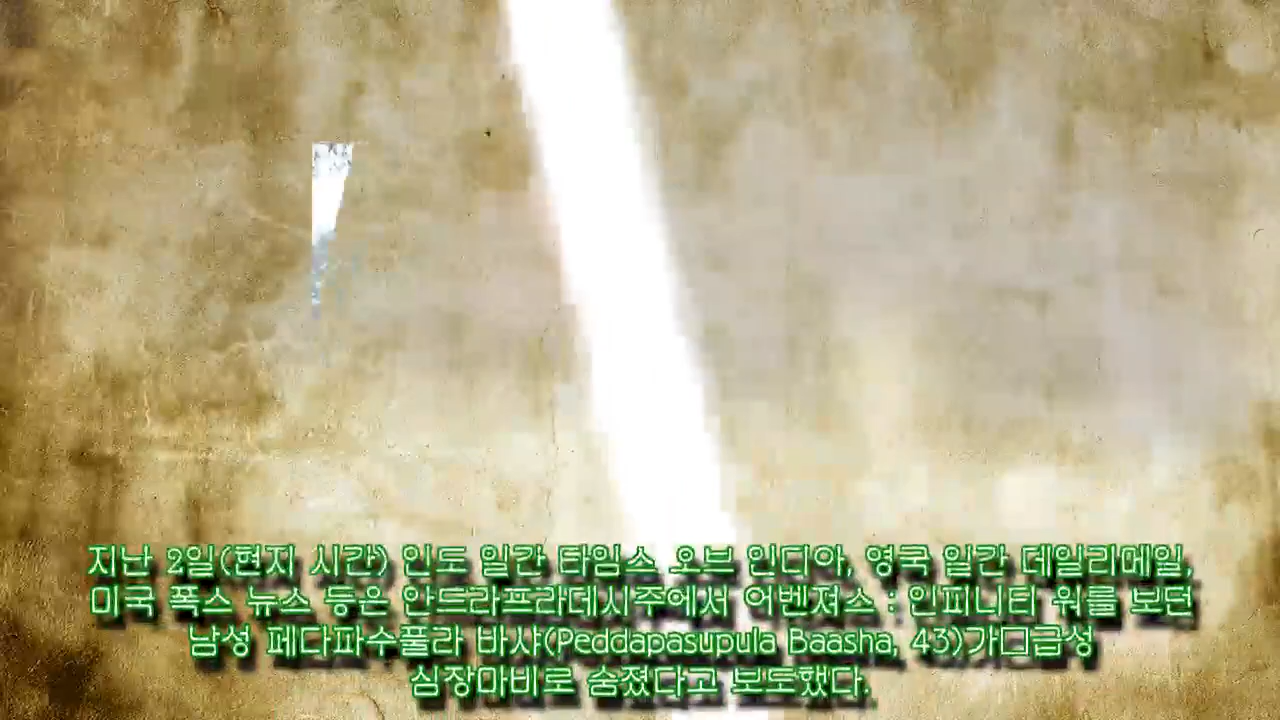 지난 2일(현지 시간) 인도 일간 타임스 오브 인디아, 영국 일간 데일리메일,
미국 폭스 뉴스 등은 안드라프라데시주에서 어벤져스 : 인피니티 워를 보던
남성 페다파수풀라 바샤(Peddapasupula Baasha, 43)가□급성
심장마비로 숨졌다고 보도했다.